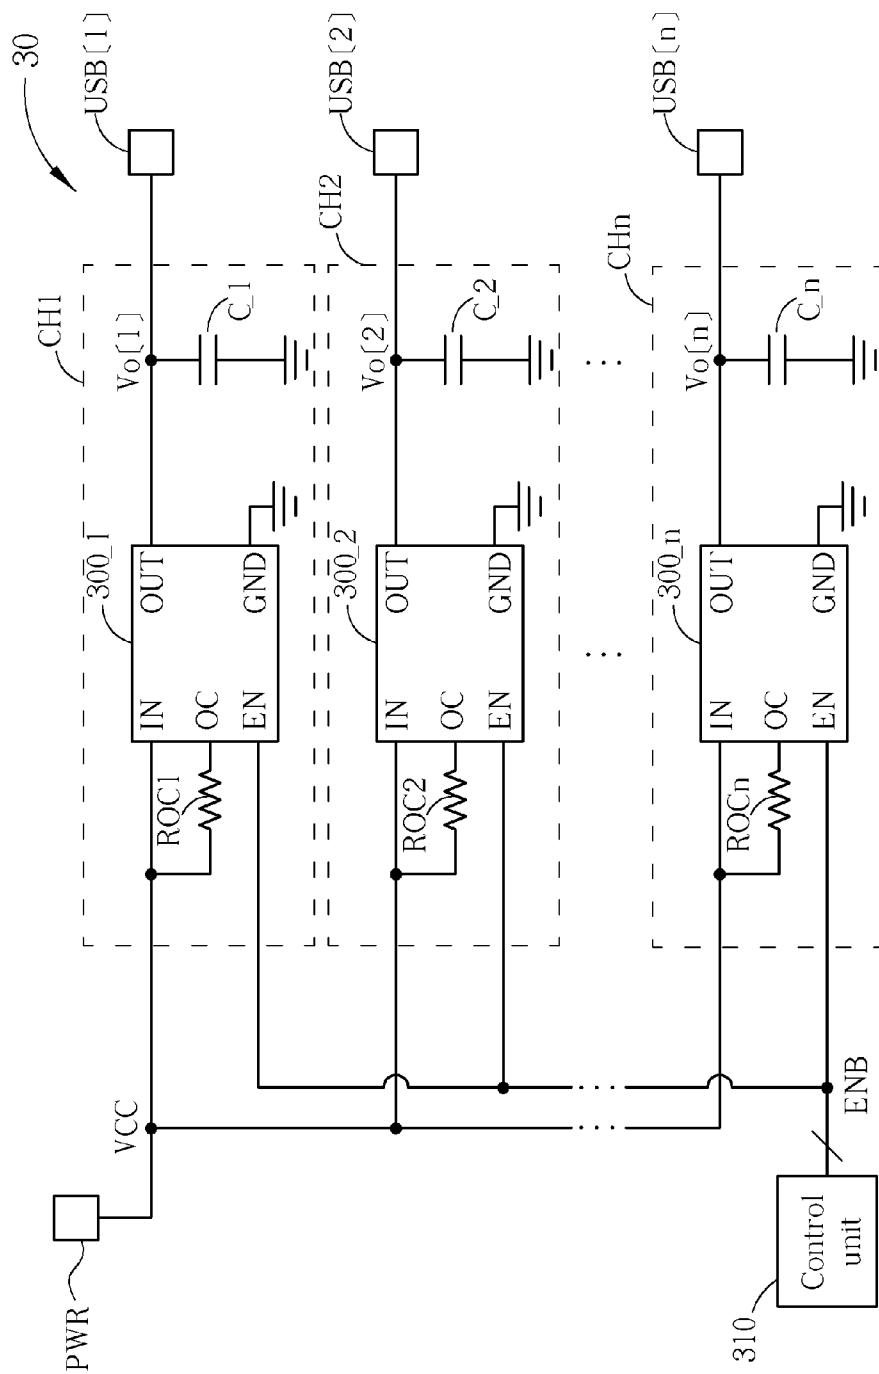 30
PWR
VCC
CH1
USB[1]
Vo[1]
C_1
300_1
IN
OC
EN
OUT
GND
ROC1
CH2
USB[2]
Vo[2]
C_2
300_2
IN
OC
EN
OUT
GND
ROC2
...
...
CHn
USB[n]
Vo[n]
C_n
300_n
IN
OC
EN
OUT
GND
ROCn
...
...
ENB
310
Control
unit